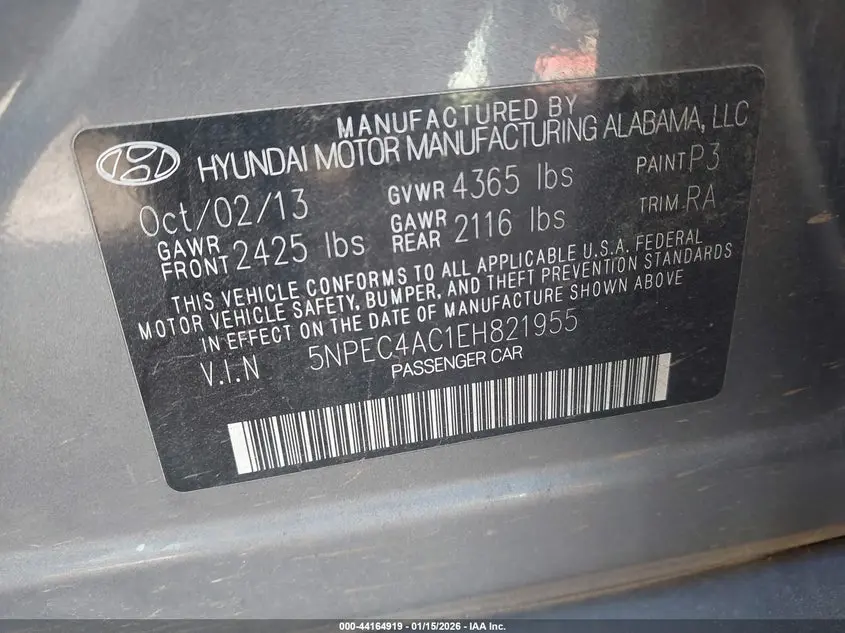 MANUFACTURED BY
HYUNDAI MOTOR MANUFACTURING ALABAMA, LLC
Oct/02/13 GVWR 4365 lbs PAINT P3
GAWR FRONT 2425 lbs GAWR REAR 2116 lbs TRIM RA
THIS VEHICLE CONFORMS TO ALL APPLICABLE U.S.A. FEDERAL
MOTOR VEHICLE SAFETY, BUMPER, AND THEFT PREVENTION STANDARDS
IN EFFECT ON THE DATE OF MANUFACTURE SHOWN ABOVE
V.I.N 5NPEC4AC1EH821955
PASSENGER CAR
000-44164919 - 01/15/2026 - IAA Inc.